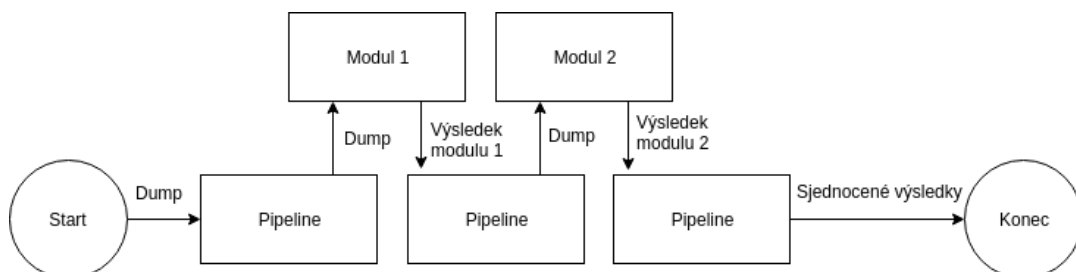 Modul 1
Modul 2
Dump
Výsledek
modulu 1
Dump
Výsledek
modulu 2
Start
Dump
Pipeline
Pipeline
Pipeline
Sjednocené výsledky
Konec